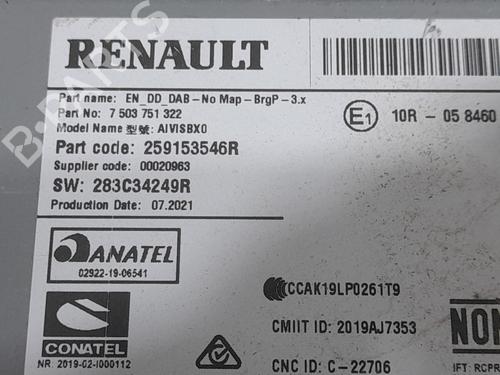 RENAULT
Part name: EN_DD_DAB-No Map-BrgP-3.x
Part No: 7 503 751 322
Model Name 型號: AIVISBX0
Part code: 259153546R
Supplier code: 00020963
SW: 283C34249R
Production Date: 07.2021
E1 10R - 05 8460
ANATEL
02922-19-06541
CONATEL
NR: 2019-02-I000112
CCAK19LP0261T9
CMIIT ID: 2019AJ7353
CNC ID: C-22706
NON
IFT: RCPR
B-PARTS